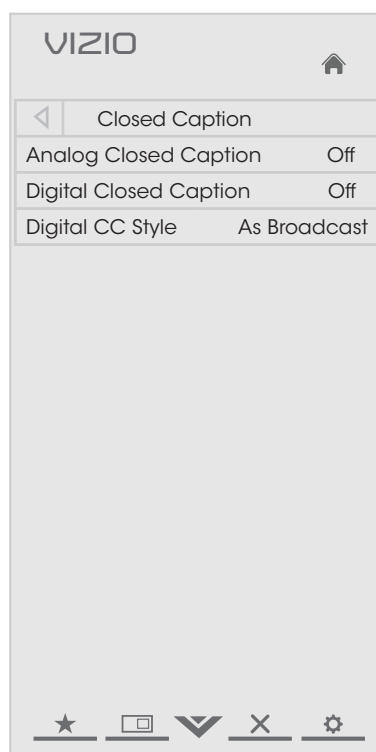 VIZIO
Closed Caption
Analog Closed Caption Off
Digital Closed Caption Off
Digital CC Style As Broadcast